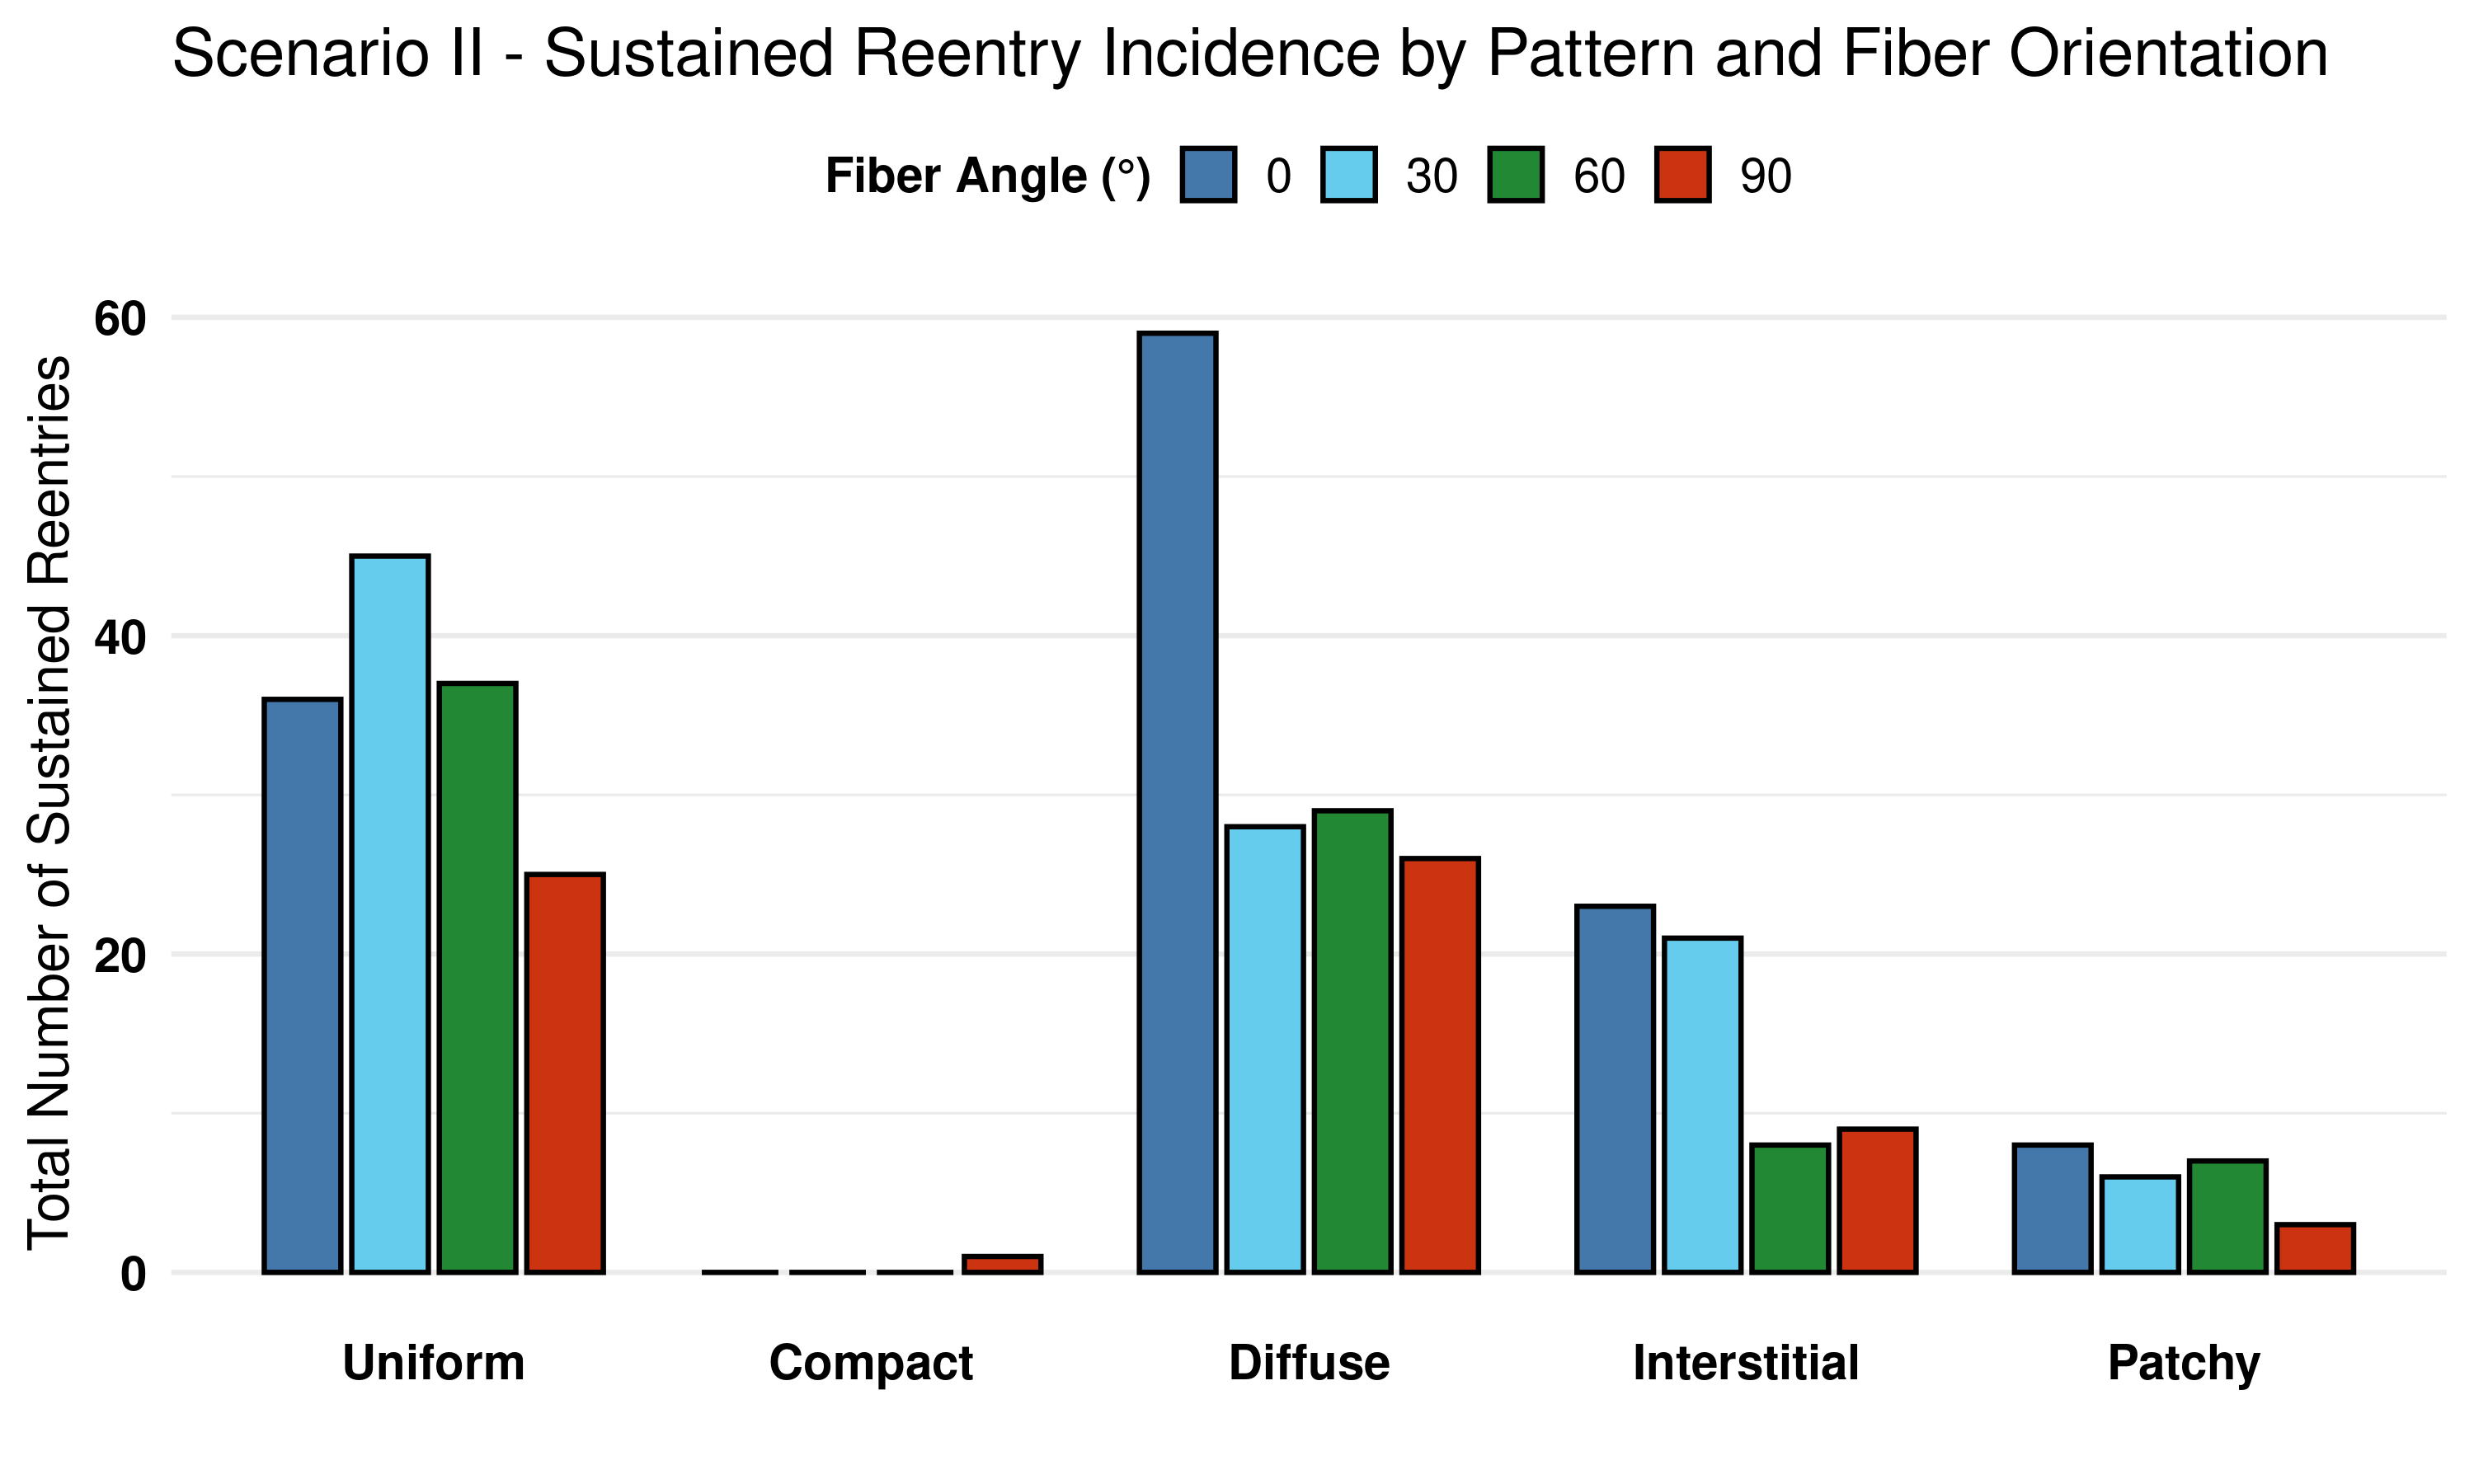 Scenario II - Sustained Reentry Incidence by Pattern and Fiber Orientation
Fiber Angle (°) 0 30 60 90
Total Number of Sustained Reentries
60
40
20
0
Uniform Compact Diffuse Interstitial Patchy